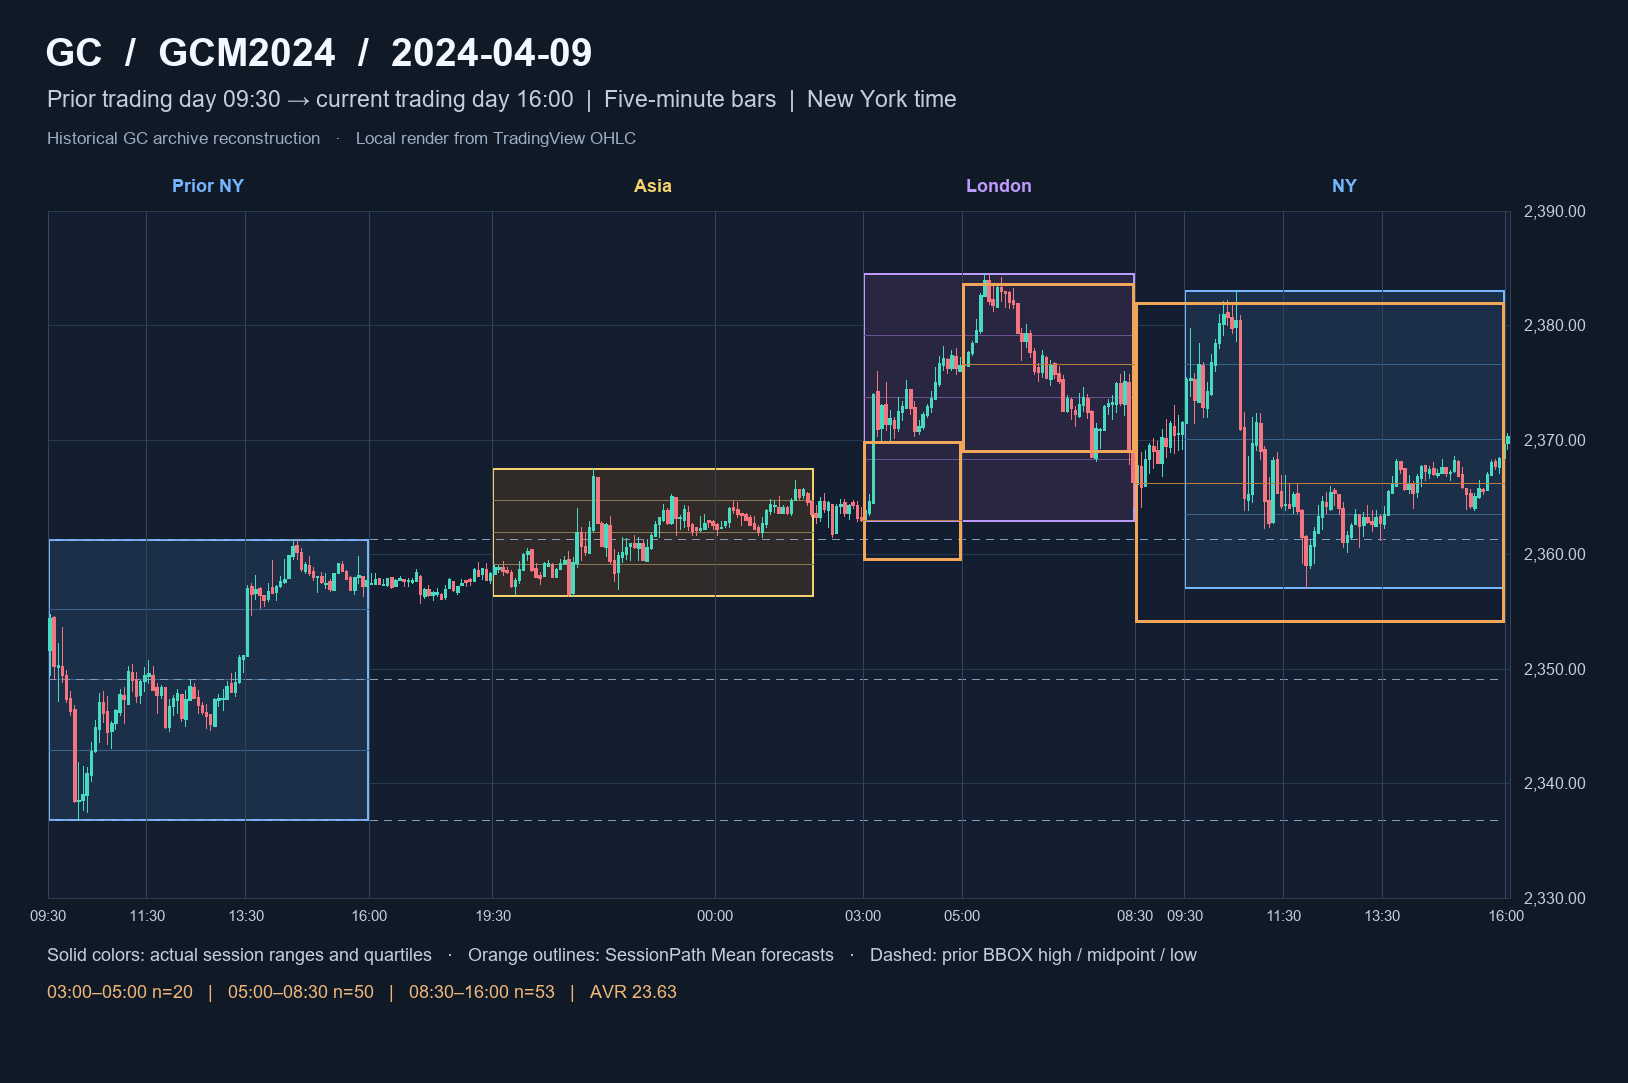 GC / GCM2024 / 2024-04-09
Prior trading day 09:30 → current trading day 16:00 | Five-minute bars | New York time
Historical GC archive reconstruction · Local render from TradingView OHLC
Prior NY Asia London NY
2,390.00
2,380.00
2,370.00
2,360.00
2,350.00
2,340.00
2,330.00
09:30 11:30 13:30 16:00 19:30 00:00 03:00 05:00 08:30 09:30 11:30 13:30 16:00
Solid colors: actual session ranges and quartiles · Orange outlines: SessionPath Mean forecasts · Dashed: prior BBOX high / midpoint / low
03:00–05:00 n=20 | 05:00–08:30 n=50 | 08:30–16:00 n=53 | AVR 23.63